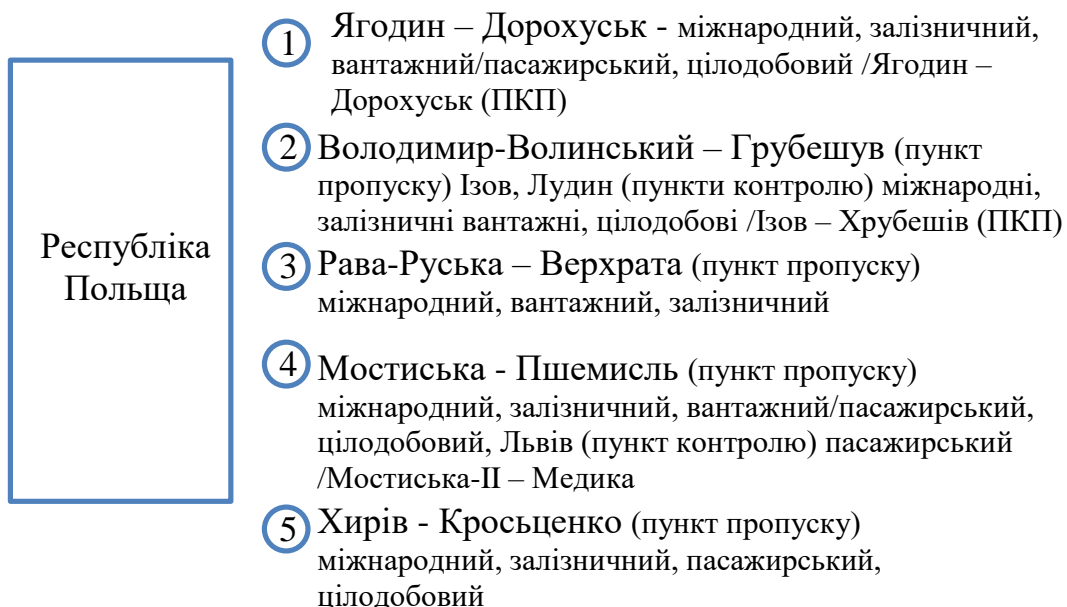 Республіка
Польща
1
Ягодин – Дорохуськ - міжнародний, залізничний,
вантажний/пасажирський, цілодобовий /Ягодин –
Дорохуськ (ПКП)
2
Володимир-Волинський – Грубешув (пункт
пропуску) Ізов, Лудин (пункти контролю) міжнародні,
залізничні вантажні, цілодобові /Ізов – Хрубешів (ПКП)
3
Рава-Руська – Верхрата (пункт пропуску)
міжнародний, вантажний, залізничний
4
Мостиська - Пшемисль (пункт пропуску)
міжнародний, залізничний, вантажний/пасажирський,
цілодобовий, Львів (пункт контролю) пасажирський
/Мостиська-ІІ – Медика
5
Хирів - Кросьценко (пункт пропуску)
міжнародний, залізничний, пасажирський,
цілодобовий